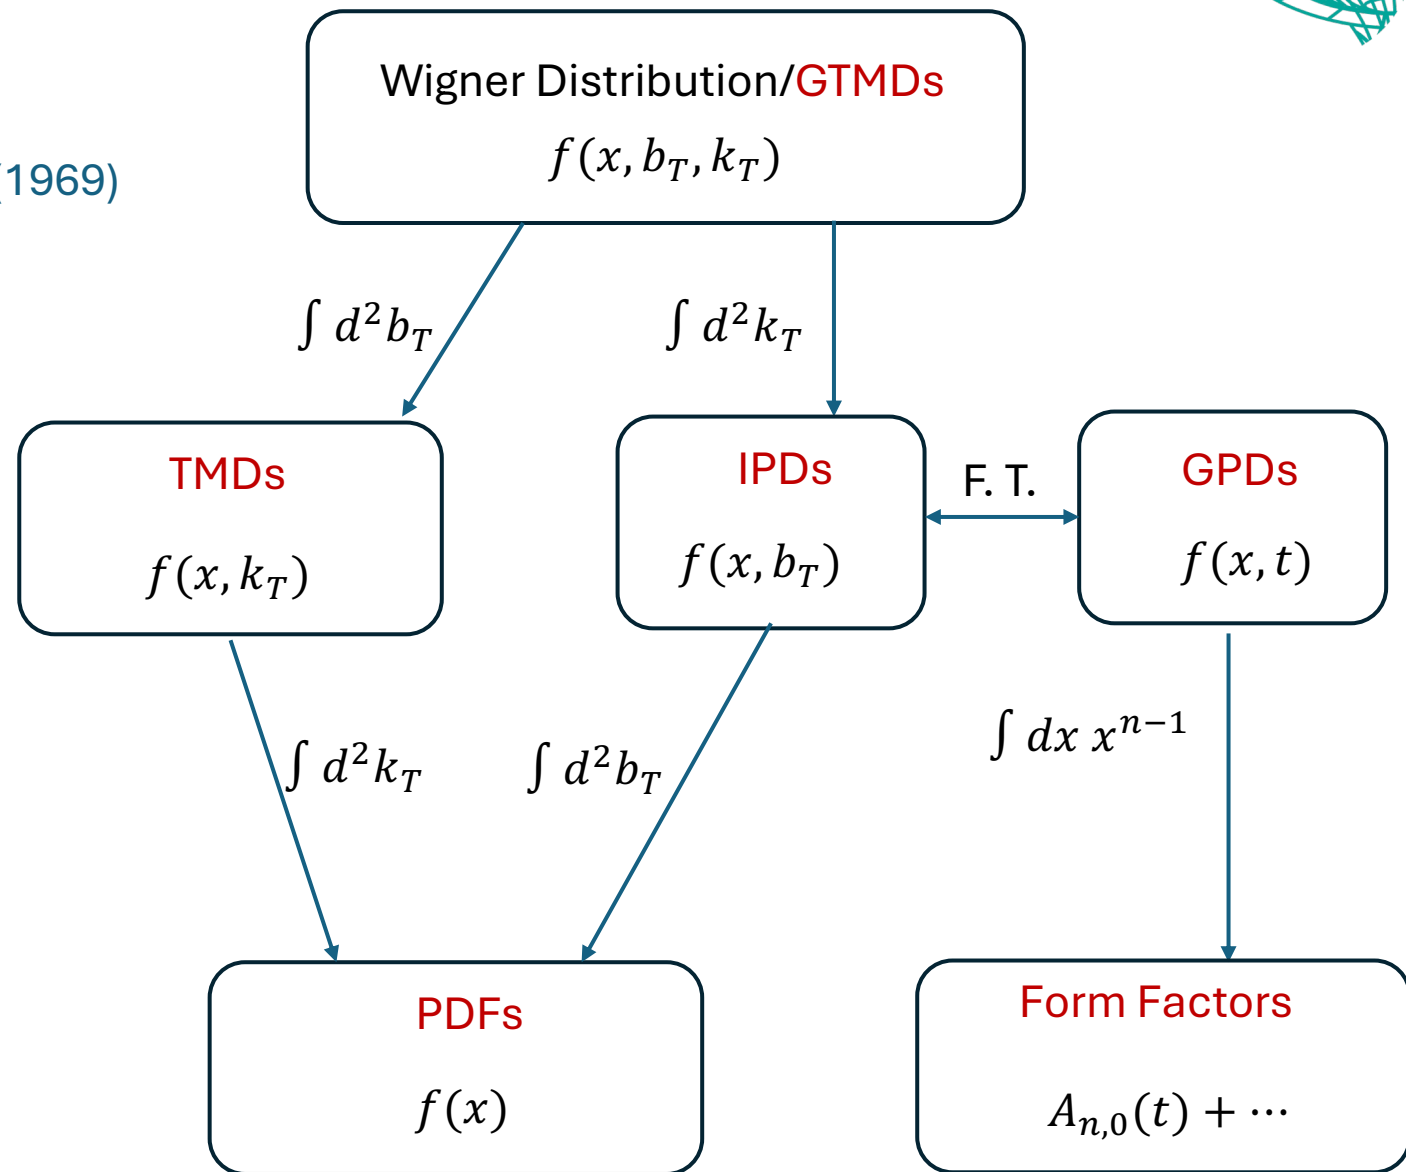 Wigner Distribution/GTMDs
f(x, b_T, k_T)
(1969)
∫ d²b_T
∫ d²k_T
TMDs
f(x, k_T)
IPDs
f(x, b_T)
F. T.
GPDs
f(x, t)
∫ d²k_T
∫ d²b_T
∫ dx x^{n−1}
PDFs
f(x)
Form Factors
A_{n,0}(t) + ⋯